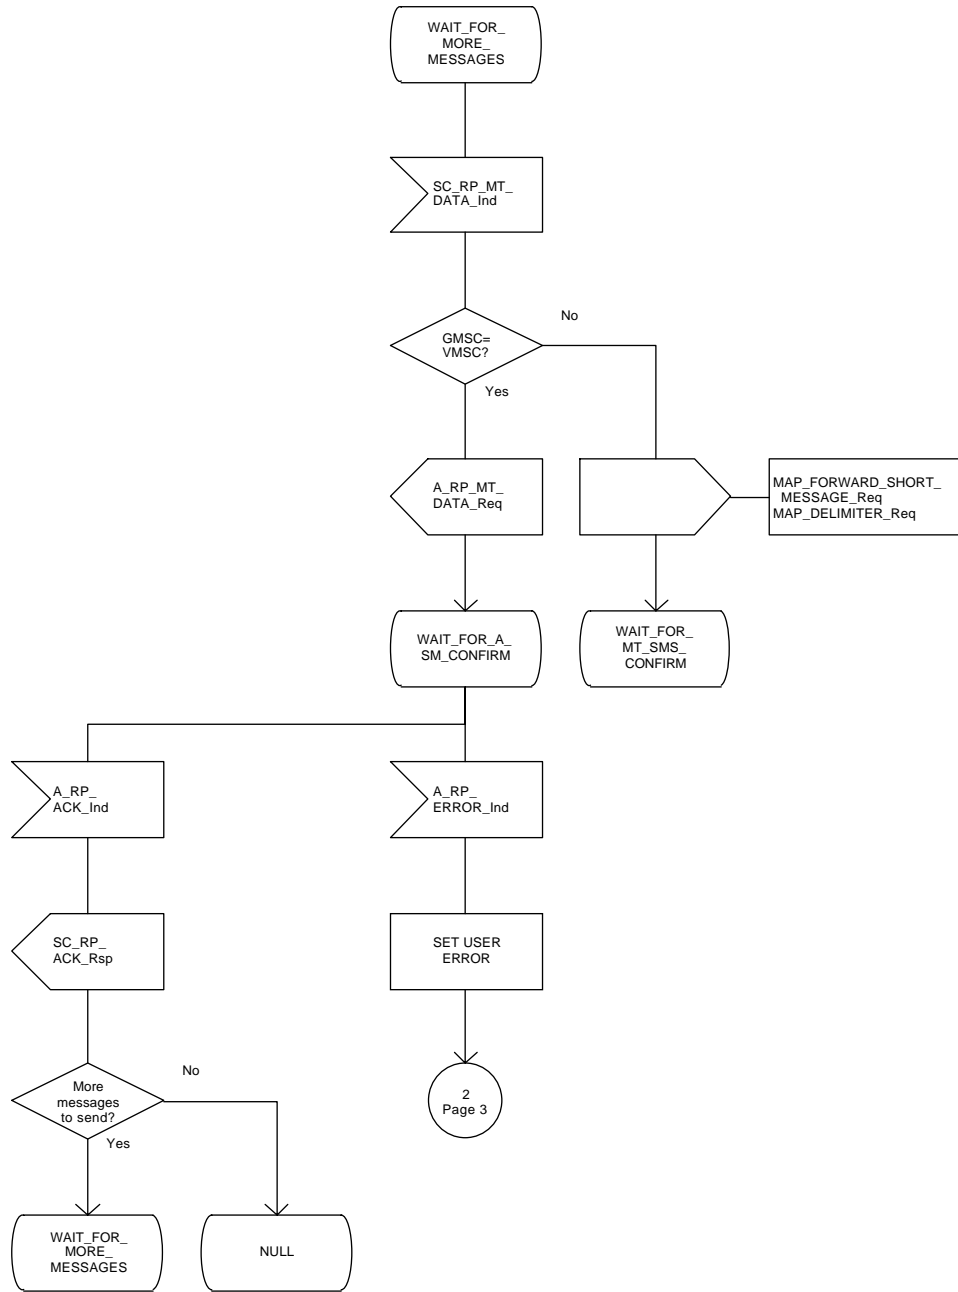 WAIT_FOR_
MORE_
MESSAGES
SC_RP_MT_
DATA_Ind
No
GMSC=
VMSC?
Yes
A_RP_MT_
DATA_Req
MAP_FORWARD_SHORT_
MESSAGE_Req
MAP_DELIMITER_Req
WAIT_FOR_A_
SM_CONFIRM
WAIT_FOR_
MT_SMS_
CONFIRM
A_RP_
ACK_Ind
A_RP_
ERROR_Ind
SC_RP_
ACK_Rsp
SET USER
ERROR
No
More
messages
to send?
Yes
2
Page 3
WAIT_FOR_
MORE_
MESSAGES
NULL